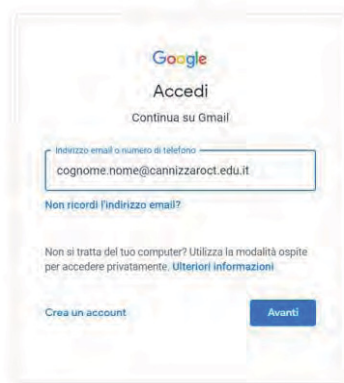 Google
Accedi
Continua su Gmail
Indirizzo email o numero di telefono
cognome.nome@cannizzaroct.edu.it
Non ricordi l'indirizzo email?
Non si tratta del tuo computer? Utilizza la modalità ospite
per accedere privatamente. Ulteriori informazioni
Crea un account
Avanti